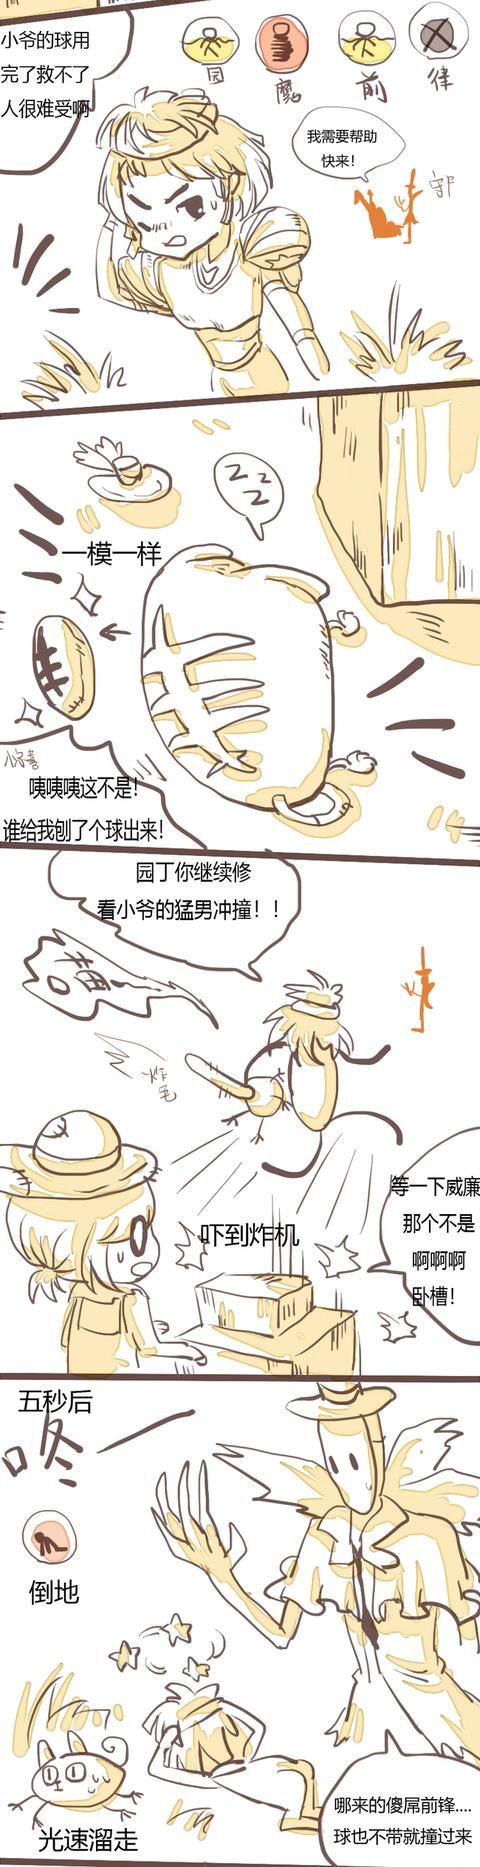 小爷的球用
完了救不了
人很难受啊
园
魔
前
律
我需要帮助
快来！
守尸
ZZZ
一模一样
惊喜
咦咦咦这不是！
谁给我刨了个球出来！
园丁你继续修
看小爷的猛男冲撞！！
炸毛
等一下威廉
那个不是
啊啊啊
卧槽！
吓到炸机
五秒后
咚
倒地
光速溜走
哪来的傻屌前锋....
球也不带就撞过来